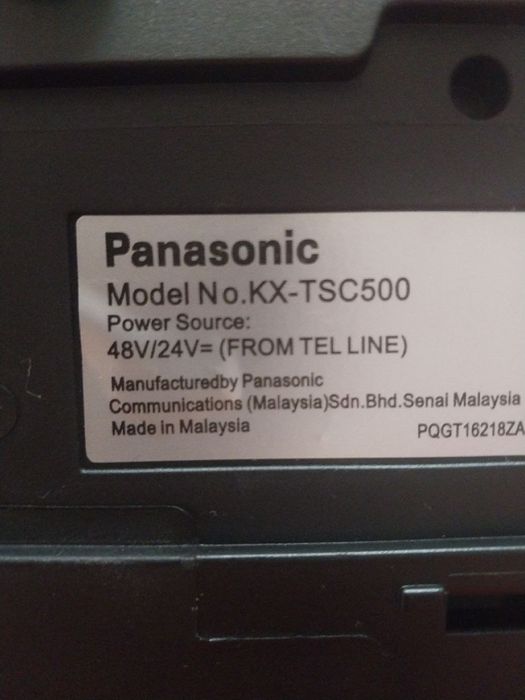 Panasonic
Model No.KX-TSC500
Power Source:
48V/24V= (FROM TEL LINE)
Manufacturedby Panasonic
Communications (Malaysia)Sdn.Bhd.Senai Malaysia
Made in Malaysia
PQGT16218ZA